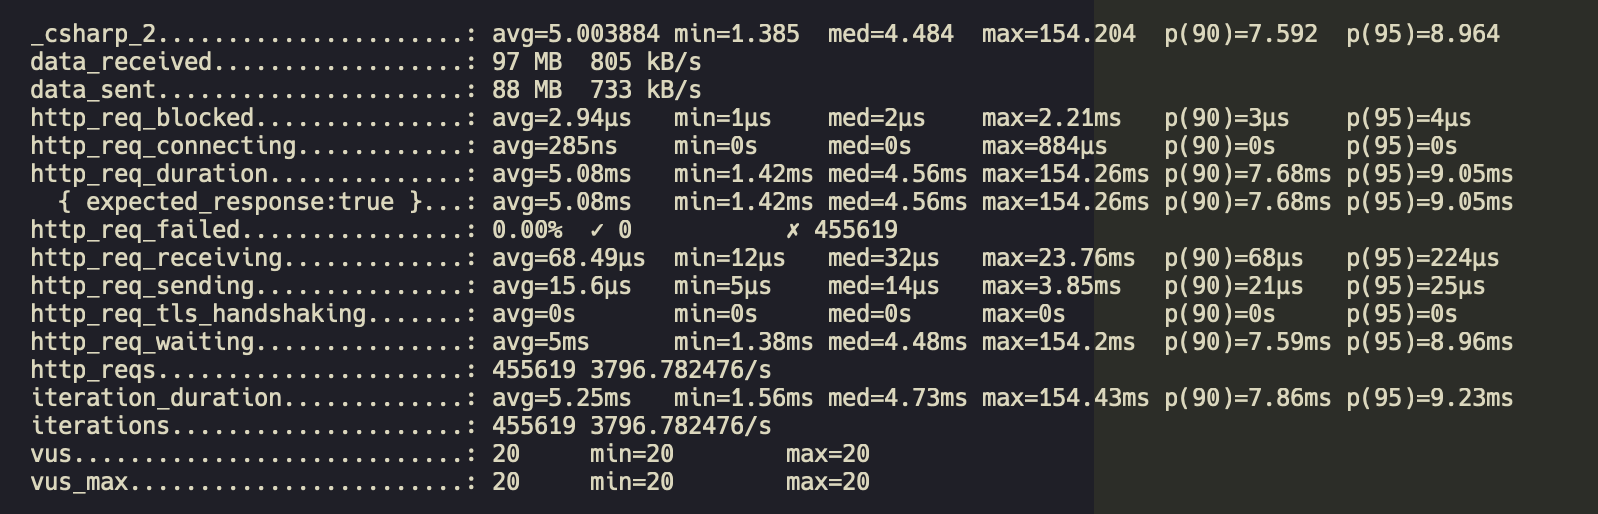 _csharp_2......................: avg=5.003884 min=1.385  med=4.484  max=154.204  p(90)=7.592  p(95)=8.964
data_received..................: 97 MB  805 kB/s
data_sent......................: 88 MB  733 kB/s
http_req_blocked...............: avg=2.94µs   min=1µs    med=2µs    max=2.21ms   p(90)=3µs    p(95)=4µs
http_req_connecting............: avg=285ns    min=0s     med=0s     max=884µs    p(90)=0s     p(95)=0s
http_req_duration..............: avg=5.08ms   min=1.42ms med=4.56ms max=154.26ms p(90)=7.68ms p(95)=9.05ms
  { expected_response:true }...: avg=5.08ms   min=1.42ms med=4.56ms max=154.26ms p(90)=7.68ms p(95)=9.05ms
http_req_failed................: 0.00%  ✓ 0           ✗ 455619
http_req_receiving.............: avg=68.49µs  min=12µs   med=32µs   max=23.76ms  p(90)=68µs   p(95)=224µs
http_req_sending...............: avg=15.6µs   min=5µs    med=14µs   max=3.85ms   p(90)=21µs   p(95)=25µs
http_req_tls_handshaking.......: avg=0s       min=0s     med=0s     max=0s       p(90)=0s     p(95)=0s
http_req_waiting...............: avg=5ms      min=1.38ms med=4.48ms max=154.2ms  p(90)=7.59ms p(95)=8.96ms
http_reqs......................: 455619 3796.782476/s
iteration_duration.............: avg=5.25ms   min=1.56ms med=4.73ms max=154.43ms p(90)=7.86ms p(95)=9.23ms
iterations.....................: 455619 3796.782476/s
vus............................: 20     min=20        max=20
vus_max........................: 20     min=20        max=20